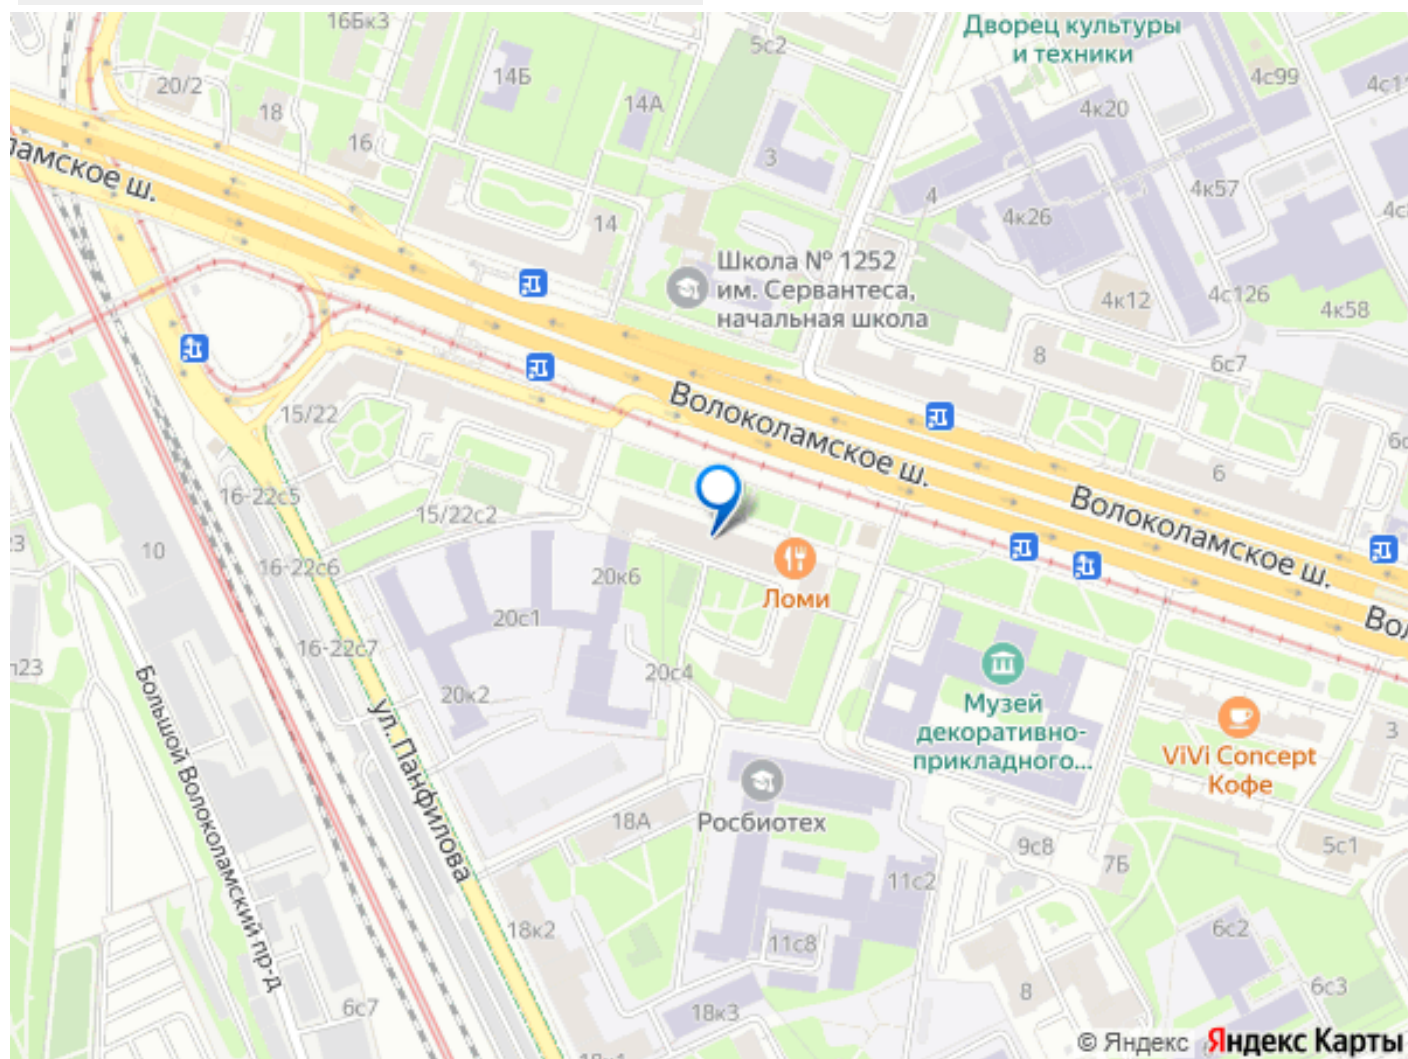 16Бк3
5с2
Дворец культуры
и техники
20/2
14Б
4с99
18
14А
4к20
16
3
4к57
ламское ш.
14
4
4к26
Школа № 1252
им. Сервантеса,
начальная школа
4к12
4с126
4к58
8
6с7
15/22
Волоколамское ш.
6
16-22с5
15/22с2
Волоколамское ш.
10
16-22с6
20к6
Ломи
20с1
Вол
16-22с7
20с4
20к2
Музей
декоративно-
прикладного...
Большой Волоколамский пр-д
ул. Панфилова
3
ViVi Concept
Кофе
18А
Росбиотех
9с8
7Б
5с1
11с2
18к2
11с8
6с2
6с7
18к3
8
6с3
© Яндекс Яндекс Карты